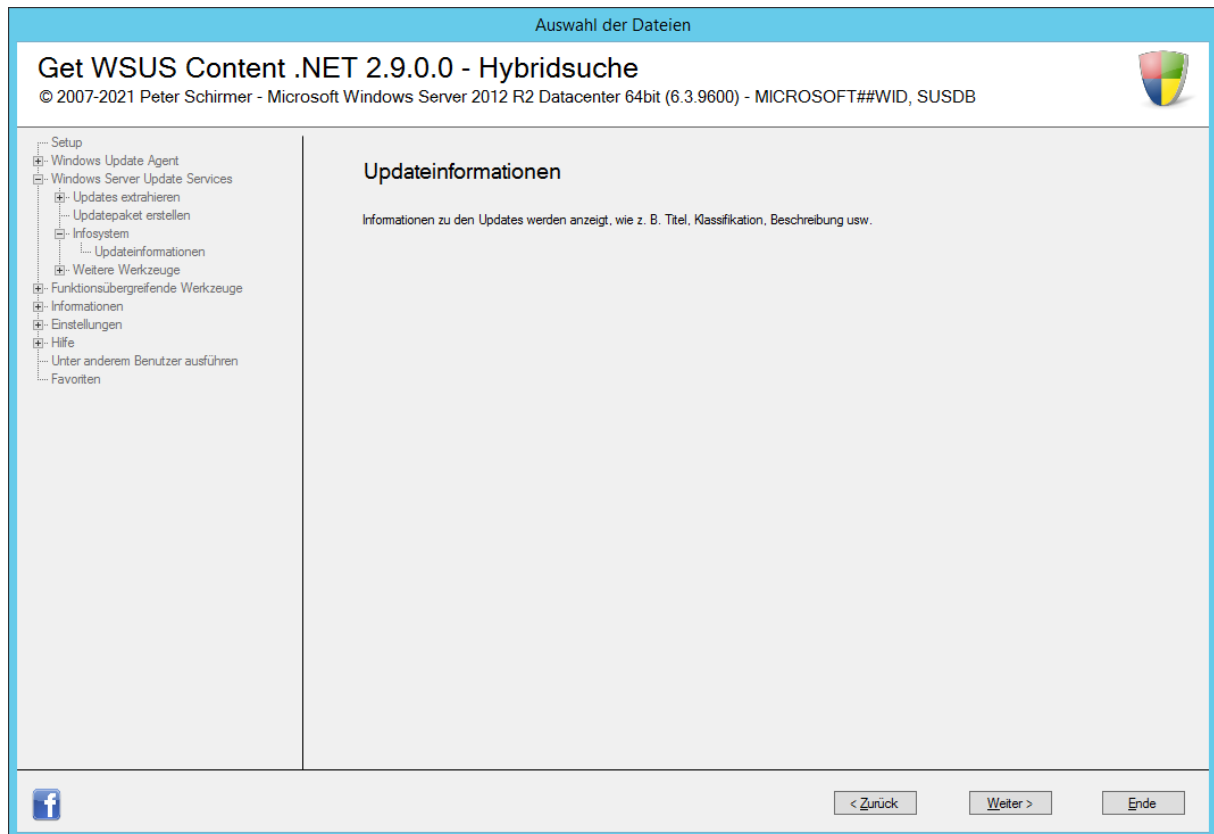 Auswahl der Dateien
Get WSUS Content .NET 2.9.0.0 - Hybridsuche
© 2007-2021 Peter Schirmer - Microsoft Windows Server 2012 R2 Datacenter 64bit (6.3.9600) - MICROSOFT##WID, SUSDB
Setup
Windows Update Agent
Windows Server Update Services
Updates extrahieren
Updatepaket erstellen
Infosystem
Updateinformationen
Weitere Werkzeuge
Funktionsübergreifende Werkzeuge
Informationen
Einstellungen
Hilfe
Unter anderem Benutzer ausführen
Favoriten
Updateinformationen
Informationen zu den Updates werden anzeigt, wie z. B. Titel, Klassifikation, Beschreibung usw.
f
< Zurück
Weiter >
Ende